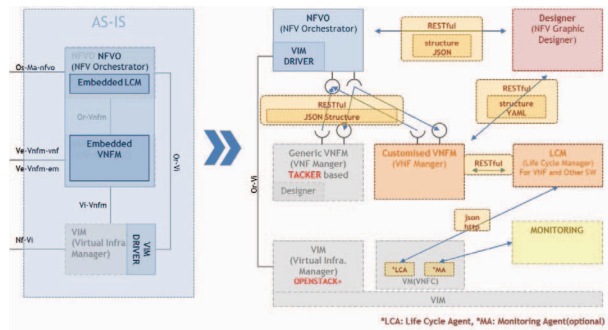 AS-IS
NFVO NFVO
(NFV Orchestrator)
Embedded LCM
Os-Ma-nfvo
Or-Vnfm
Embedded
VNFM
Ve-Vnfm-vnf
Ve-Vnfm-em
Or-Vi
Vi-Vnfm
Nf-Vi
VIM
(Virtual Infra.
Manager)
VIM
DRIVER
NFVO
(NFV Orchestrator)
VIM
DRIVER
RESTful
structure
JSON
Designer
(NFV Graphic
Designer)
RESTful
JSON Structure
RESTful
structure
YAML
Generic VNFM
(VNF Manger)
TACKER based
Designer
Customised VNFM
(VNF Manger)
RESTful
LCM
(Life Cycle Manager)
For VNF and Other SW
Or-Vi
Json
http
MONITORING
VIM
(Virtual Infra.
Manager)
OPENSTACK+
*LCA
*MA
VM(VNFC)
VIM
*LCA: Life Cycle Agent, *MA: Monitoring Agent(optional)